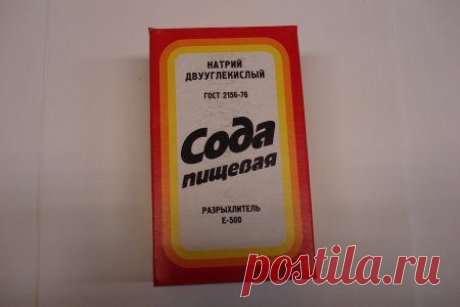 НАТРИЙ
ДВУУГЛЕКИСЛЫЙ
ГОСТ 2156-76
Сода
пищевая
РАЗРЫХЛИТЕЛЬ
Е-500
postila.ru